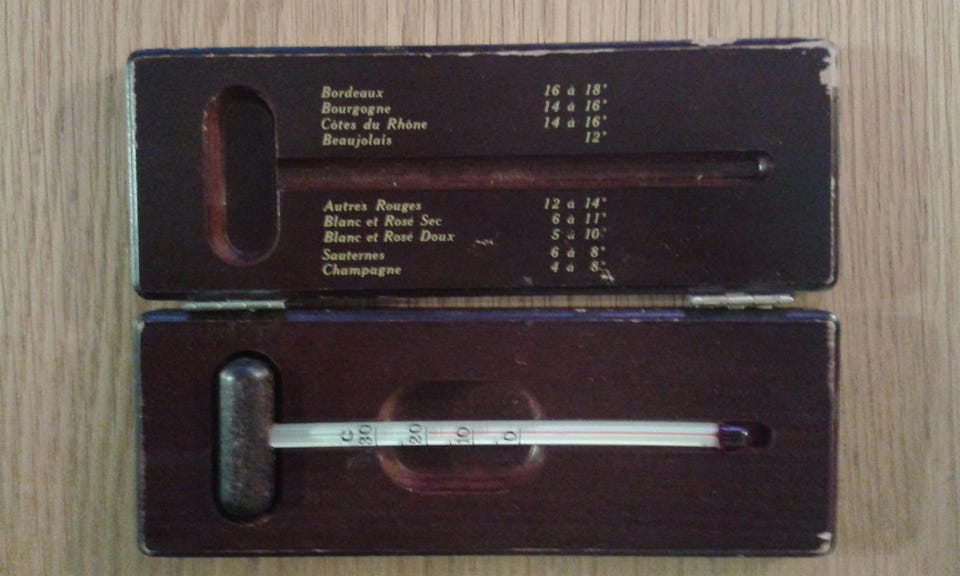 Bordeaux 16 à 18°
Bourgogne 14 à 16°
Côtes du Rhône 14 à 16°
Beaujolais 12°
Autres Rouges 12 à 14°
Blanc et Rosé Sec 6 à 11°
Blanc et Rosé Doux 5 à 10°
Sauternes 6 à 8°
Champagne 4 à 8°
C 30 20 10 0